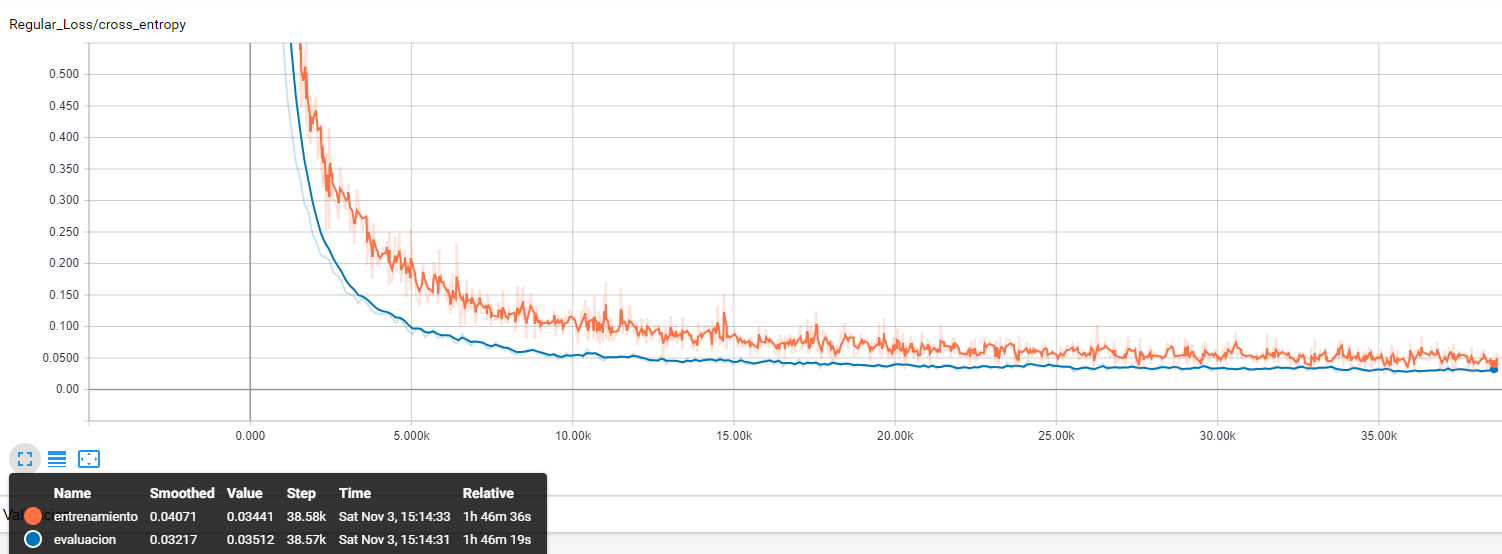 Regular_Loss/cross_entropy
0.500
0.450
0.400
0.350
0.300
0.250
0.200
0.150
0.100
0.0500
0.00
0.000 5.000k 10.00k 15.00k 20.00k 25.00k 30.00k 35.00k
Name Smoothed Value Step Time Relative
entrenamiento 0.04071 0.03441 38.58k Sat Nov 3, 15:14:33 1h 46m 36s
evaluacion 0.03217 0.03512 38.57k Sat Nov 3, 15:14:31 1h 46m 19s